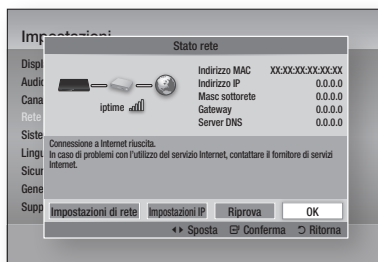 Impostazioni
Stato rete
Displ
Audio
Cana
Rete
Siste
Lingu
Sicur
Gene
Supp
iptime
Indirizzo MAC XX:XX:XX:XX:XX:XX
Indirizzo IP 0.0.0.0
Masc sottorete 0.0.0.0
Gateway 0.0.0.0
Server DNS 0.0.0.0
Connessione a Internet riuscita.
In caso di problemi con l'utilizzo del servizio Internet, contattare il fornitore di servizi
Internet.
Impostazioni di rete Impostazioni IP Riprova OK
Sposta Conferma Ritorna